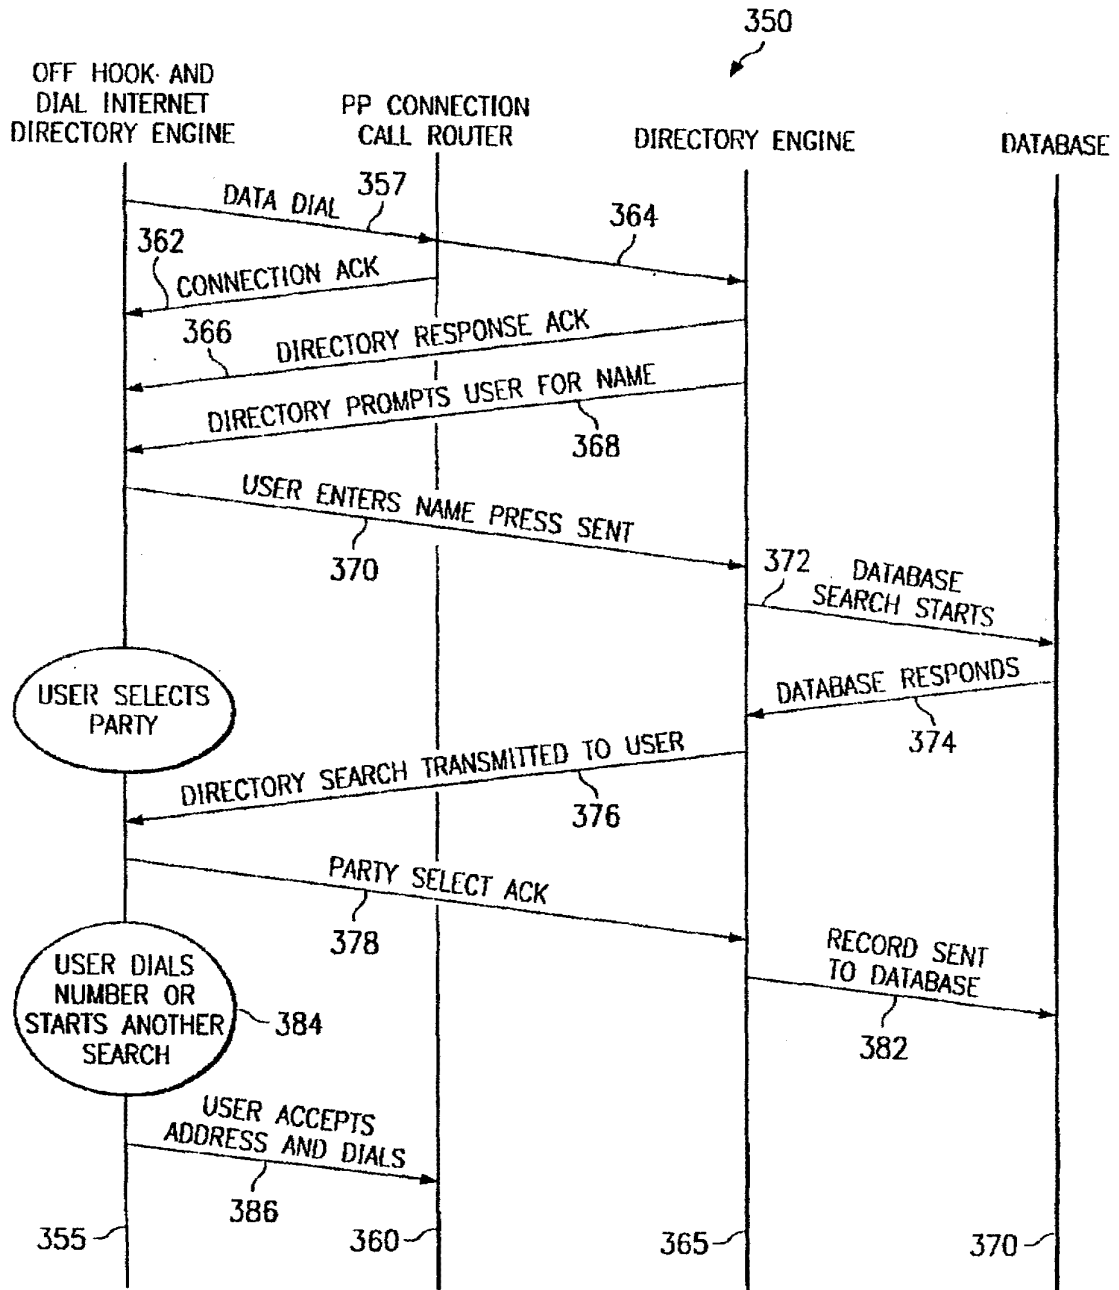 350
OFF HOOK AND
DIAL INTERNET
DIRECTORY ENGINE
PP CONNECTION
CALL ROUTER
DIRECTORY ENGINE
DATABASE
DATA DIAL
357
364
362
CONNECTION ACK
366
DIRECTORY RESPONSE ACK
DIRECTORY PROMPTS USER FOR NAME
368
USER ENTERS NAME PRESS SENT
370
372
DATABASE
SEARCH STARTS
USER SELECTS
PARTY
DATABASE RESPONDS
374
DIRECTORY SEARCH TRANSMITTED TO USER
376
PARTY SELECT ACK
378
RECORD SENT
TO DATABASE
382
USER DIALS
NUMBER OR
STARTS ANOTHER
SEARCH
384
USER ACCEPTS
ADDRESS AND DIALS
386
355
360
365
370